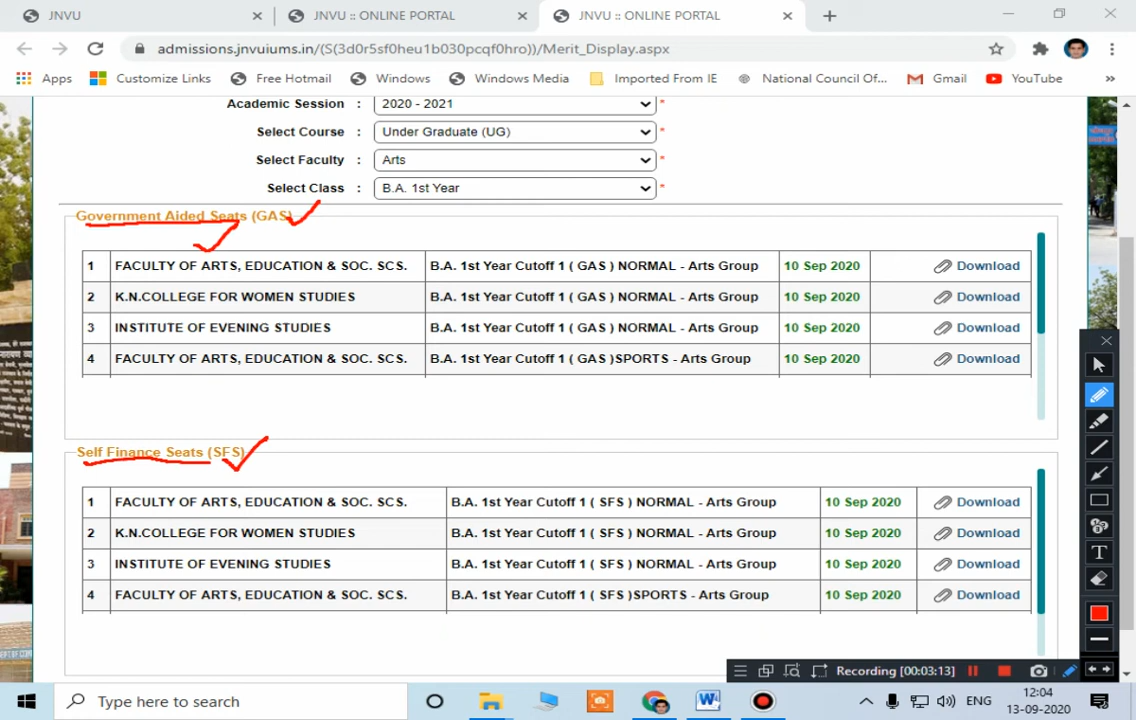 JNVU
JNVU :: ONLINE PORTAL
JNVU :: ONLINE PORTAL
admissions.jnvuiums.in/(S(3d0r5sf0heu1b030pcqf0hro))/Merit_Display.aspx
Apps Customize Links Free Hotmail Windows Windows Media Imported From IE National Council Of... Gmail YouTube »
Academic Session : 2020 - 2021 *
Select Course : Under Graduate (UG) *
Select Faculty : Arts *
Select Class : B.A. 1st Year *
Government Aided Seats (GAS)
1 FACULTY OF ARTS, EDUCATION & SOC. SCS. B.A. 1st Year Cutoff 1 ( GAS ) NORMAL - Arts Group 10 Sep 2020 Download
2 K.N.COLLEGE FOR WOMEN STUDIES B.A. 1st Year Cutoff 1 ( GAS ) NORMAL - Arts Group 10 Sep 2020 Download
3 INSTITUTE OF EVENING STUDIES B.A. 1st Year Cutoff 1 ( GAS ) NORMAL - Arts Group 10 Sep 2020 Download
4 FACULTY OF ARTS, EDUCATION & SOC. SCS. B.A. 1st Year Cutoff 1 ( GAS )SPORTS - Arts Group 10 Sep 2020 Download
Self Finance Seats (SFS)
1 FACULTY OF ARTS, EDUCATION & SOC. SCS. B.A. 1st Year Cutoff 1 ( SFS ) NORMAL - Arts Group 10 Sep 2020 Download
2 K.N.COLLEGE FOR WOMEN STUDIES B.A. 1st Year Cutoff 1 ( SFS ) NORMAL - Arts Group 10 Sep 2020 Download
3 INSTITUTE OF EVENING STUDIES B.A. 1st Year Cutoff 1 ( SFS ) NORMAL - Arts Group 10 Sep 2020 Download
4 FACULTY OF ARTS, EDUCATION & SOC. SCS. B.A. 1st Year Cutoff 1 ( SFS )SPORTS - Arts Group 10 Sep 2020 Download
Recording [00:03:13]
Type here to search
ENG
12:04
13-09-2020